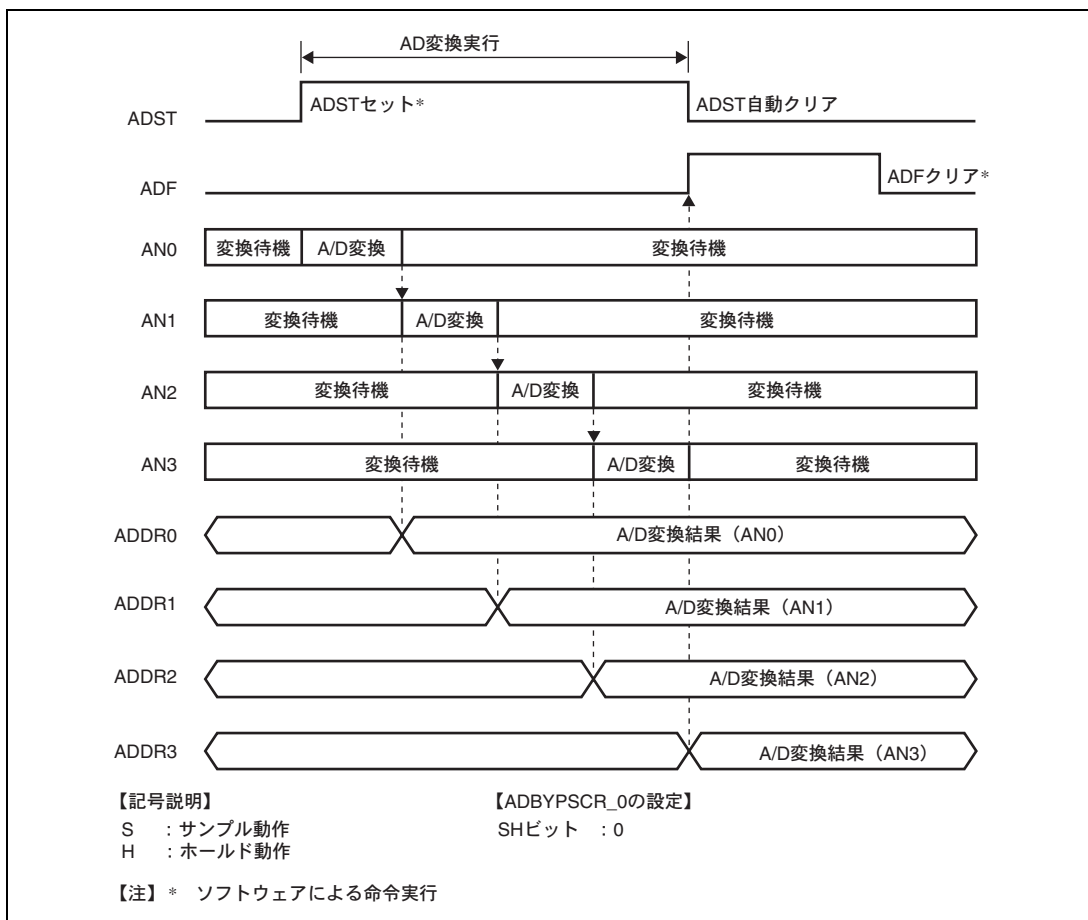 AD変換実行
ADST ADSTセット* ADST自動クリア
ADF ADFクリア*
AN0 変換待機 A/D変換 変換待機
AN1 変換待機 A/D変換 変換待機
AN2 変換待機 A/D変換 変換待機
AN3 変換待機 A/D変換 変換待機
ADDR0 A/D変換結果（AN0）
ADDR1 A/D変換結果（AN1）
ADDR2 A/D変換結果（AN2）
ADDR3 A/D変換結果（AN3）
【記号説明】 【ADBYPSCR_0の設定】
S ：サンプル動作 SHビット ：0
H ：ホールド動作
【注】* ソフトウェアによる命令実行